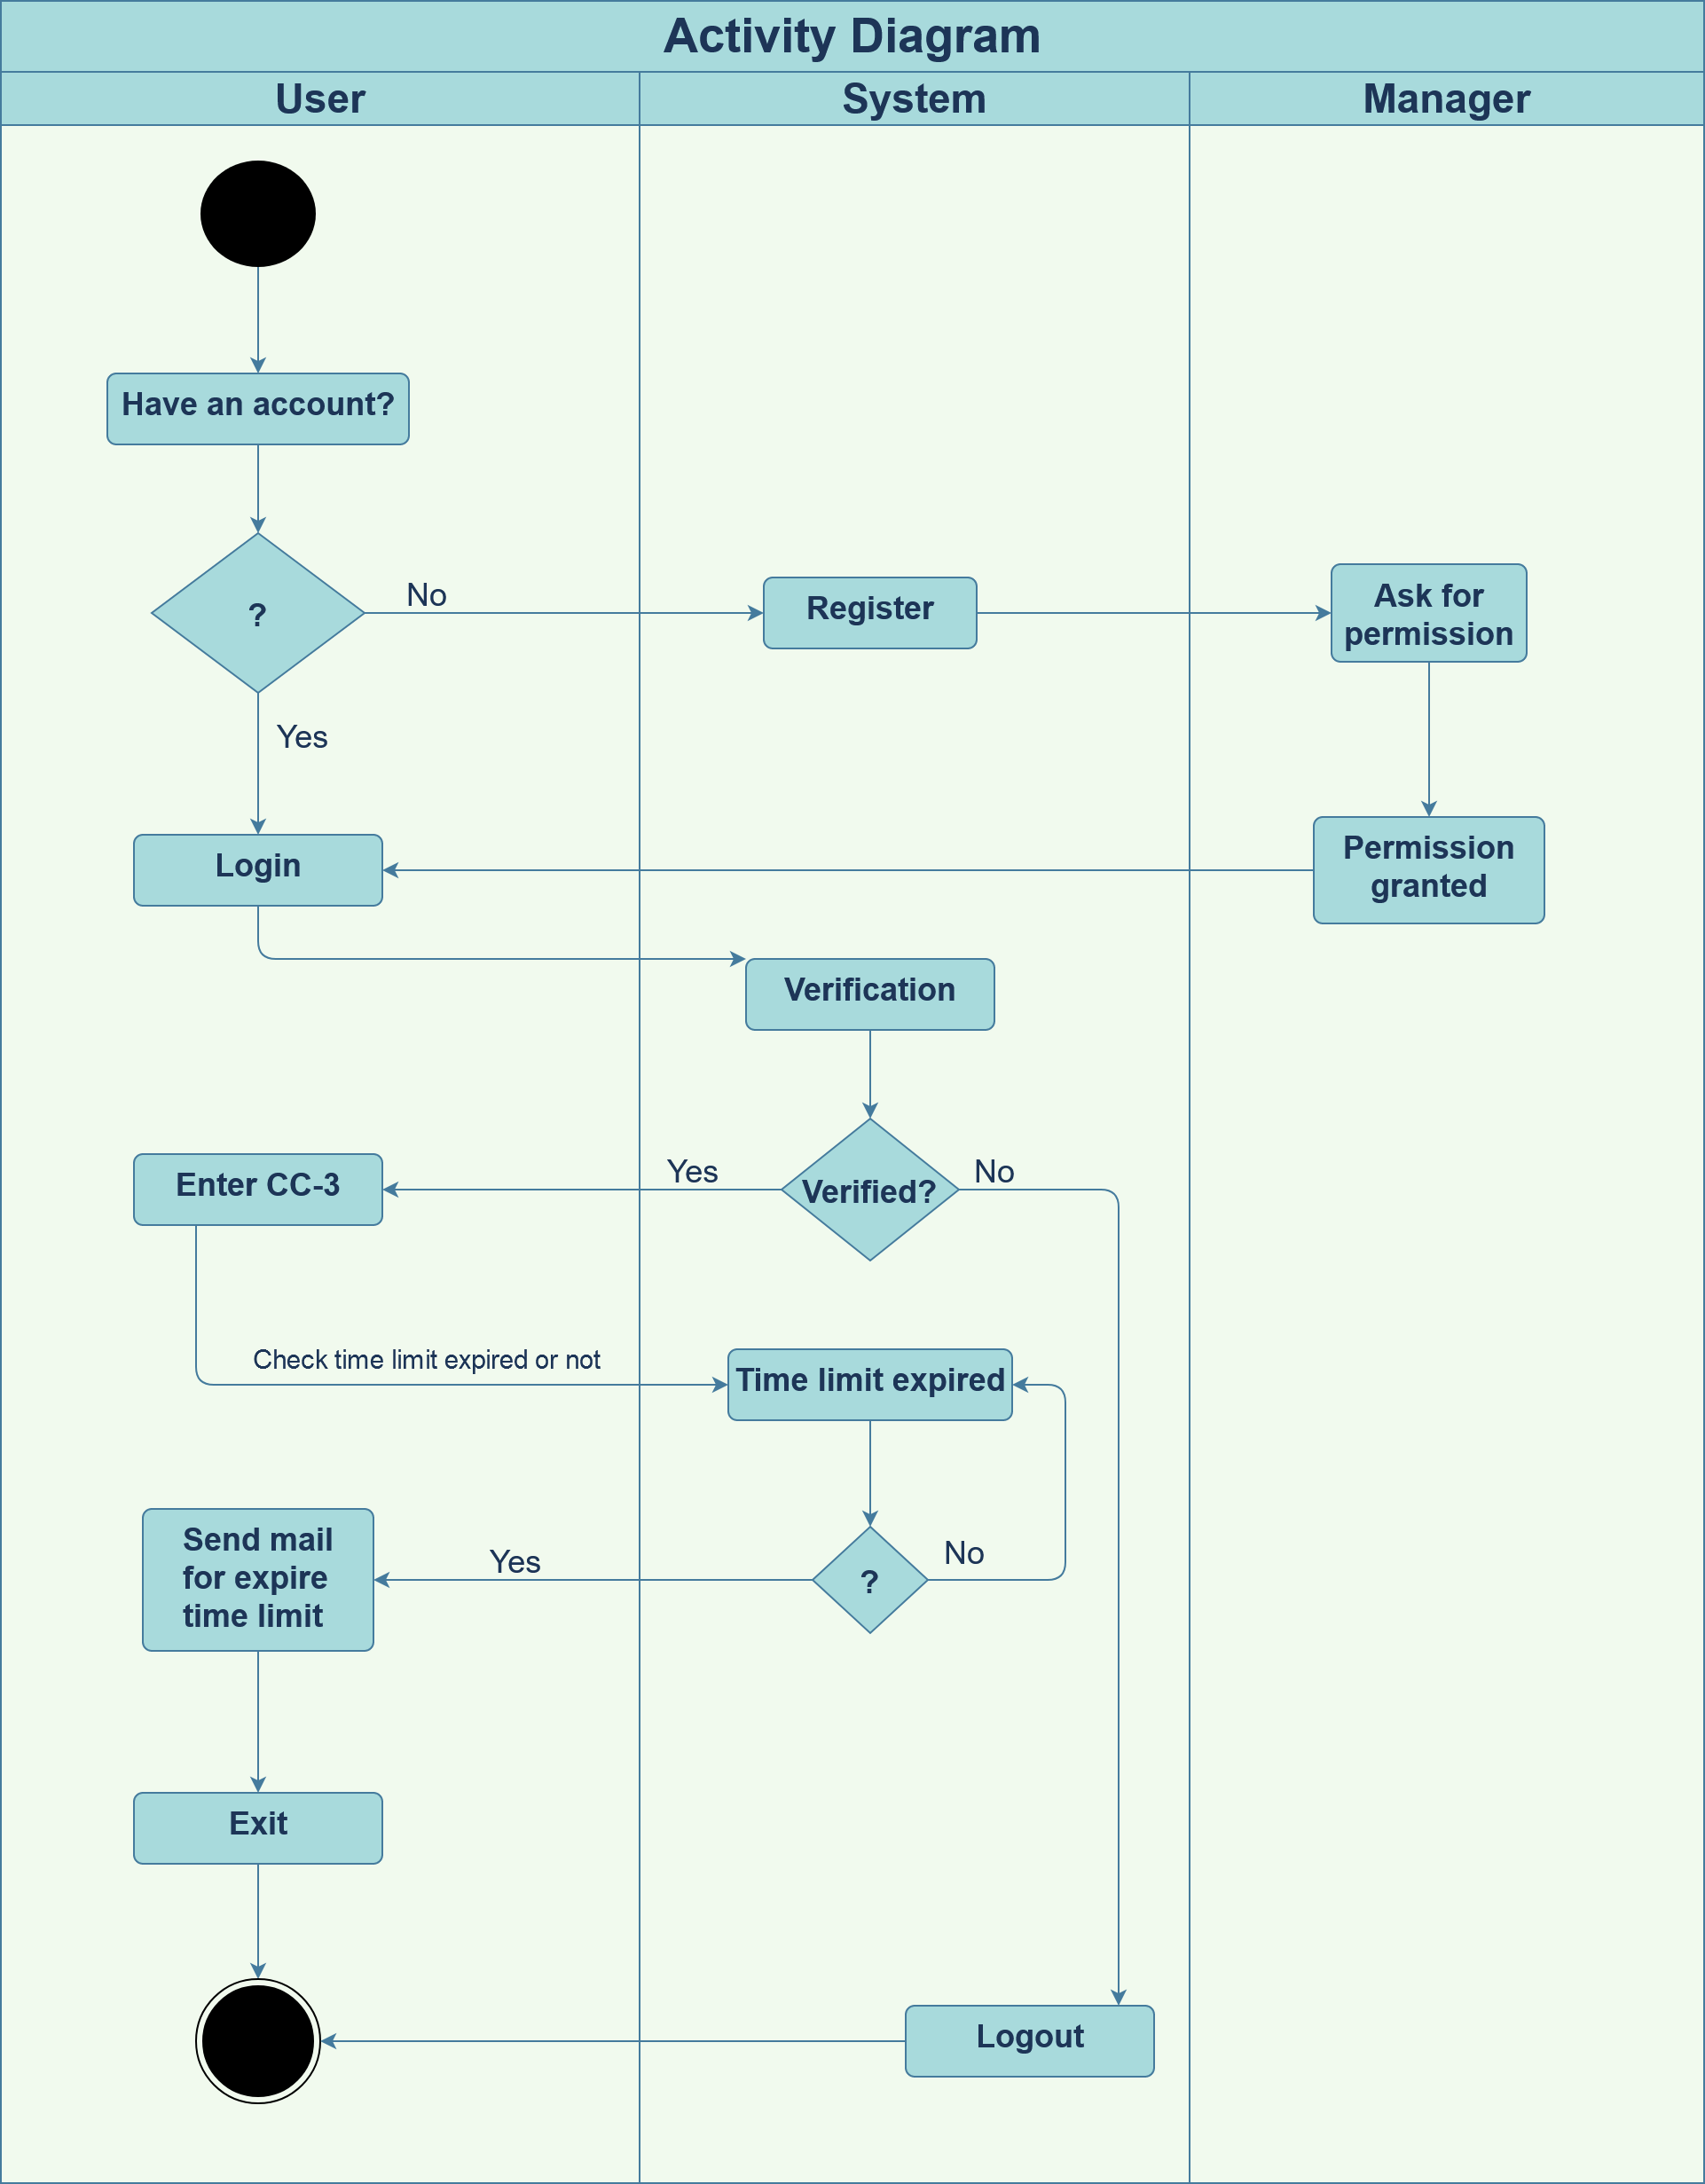 Activity Diagram
User
System
Manager
Have an account?
?
No
Register
Ask for
permission
Yes
Login
Permission
granted
Verification
Enter CC-3
Yes
Verified?
No
Check time limit expired or not
Time limit expired
Send mail
for expire
time limit
Yes
?
No
Exit
Logout